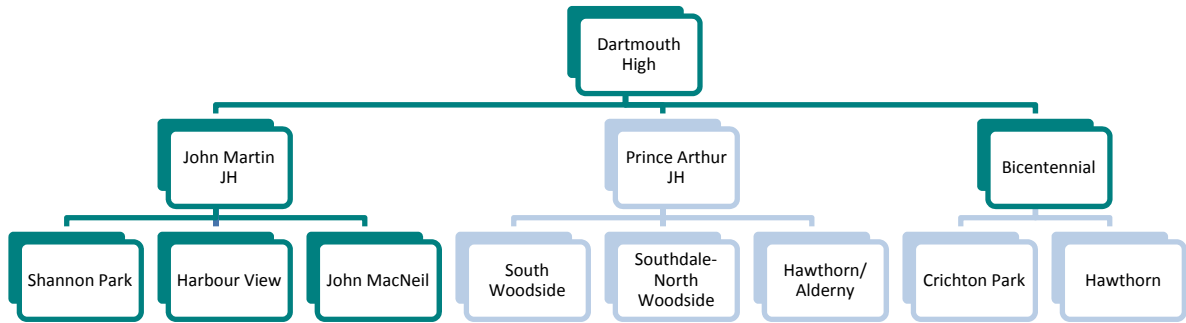 Dartmouth
High
John Martin
JH
Prince Arthur
JH
Bicentennial
Shannon Park
Harbour View
John MacNeil
South
Woodside
Southdale-
North
Woodside
Hawthorn/
Alderny
Crichton Park
Hawthorn